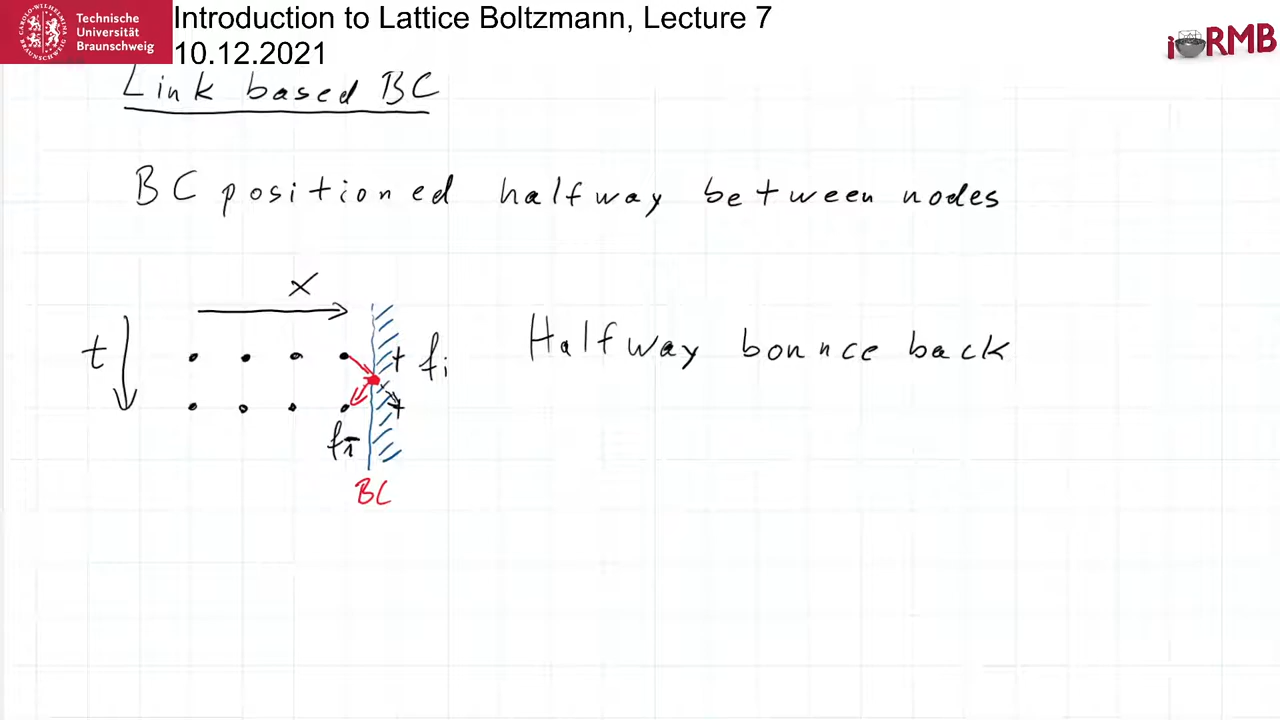 Technische
Universität
Braunschweig
Introduction to Lattice Boltzmann, Lecture 7
10.12.2021
iRMB
Link based BC
BC positioned halfway between nodes
x
t
fi
Halfway bounce back
fī
BC